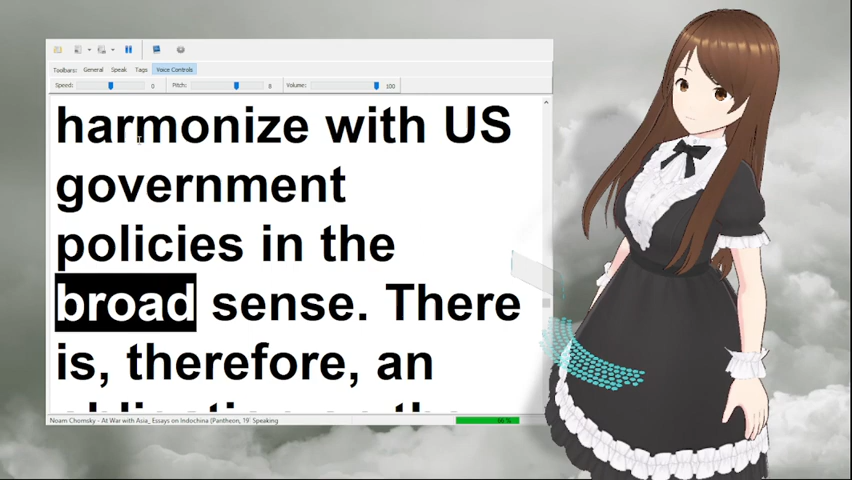 Toolbars: General Speak Tags Voice Controls
Speed: 0 Pitch: 8 Volume: 100
harmonize with US
government
policies in the
broad sense. There
is, therefore, an
Noam Chomsky - At War with Asia_ Essays on Indochina (Pantheon, 19 Speaking 66 %